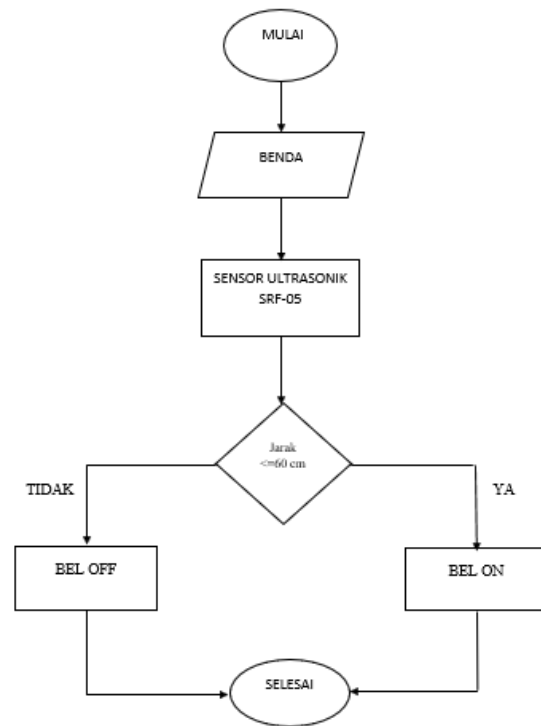 MULAI
BENDA
SENSOR ULTRASONIK
SRF-05
Jarak
<=60 cm
TIDAK
YA
BEL OFF
BEL ON
SELESAI